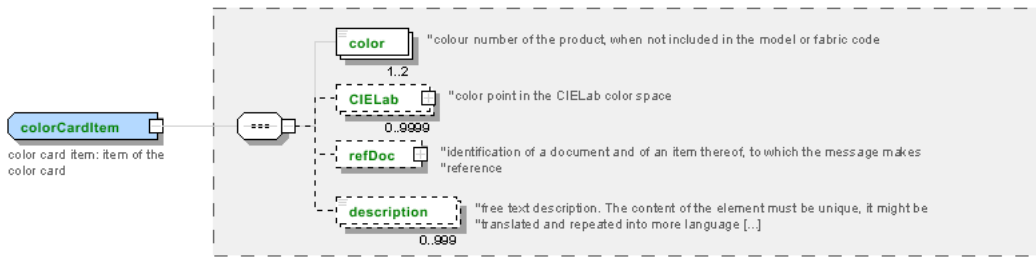 color
"colour number of the product, when not included in the model or fabric code
1..2
CIELab
"color point in the CIELab color space
0..9999
colorCardItem
color card item: item of the
color card
refDoc
"identification of a document and of an item thereof, to which the message makes
"reference
description
"free text description. The content of the element must be unique, it might be
"translated and repeated into more language [...]
0..999